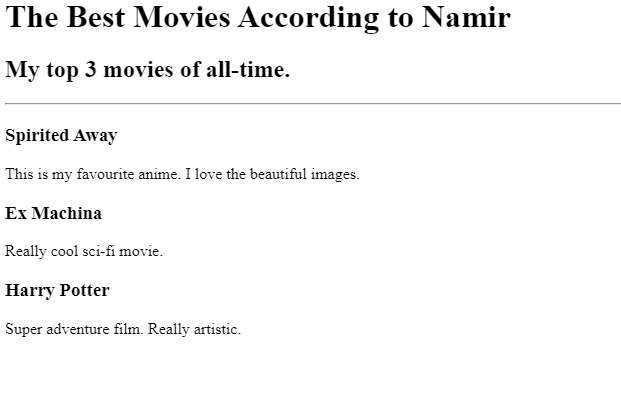 The Best Movies According to Namir
My top 3 movies of all-time.
Spirited Away
This is my favourite anime. I love the beautiful images.
Ex Machina
Really cool sci-fi movie.
Harry Potter
Super adventure film. Really artistic.